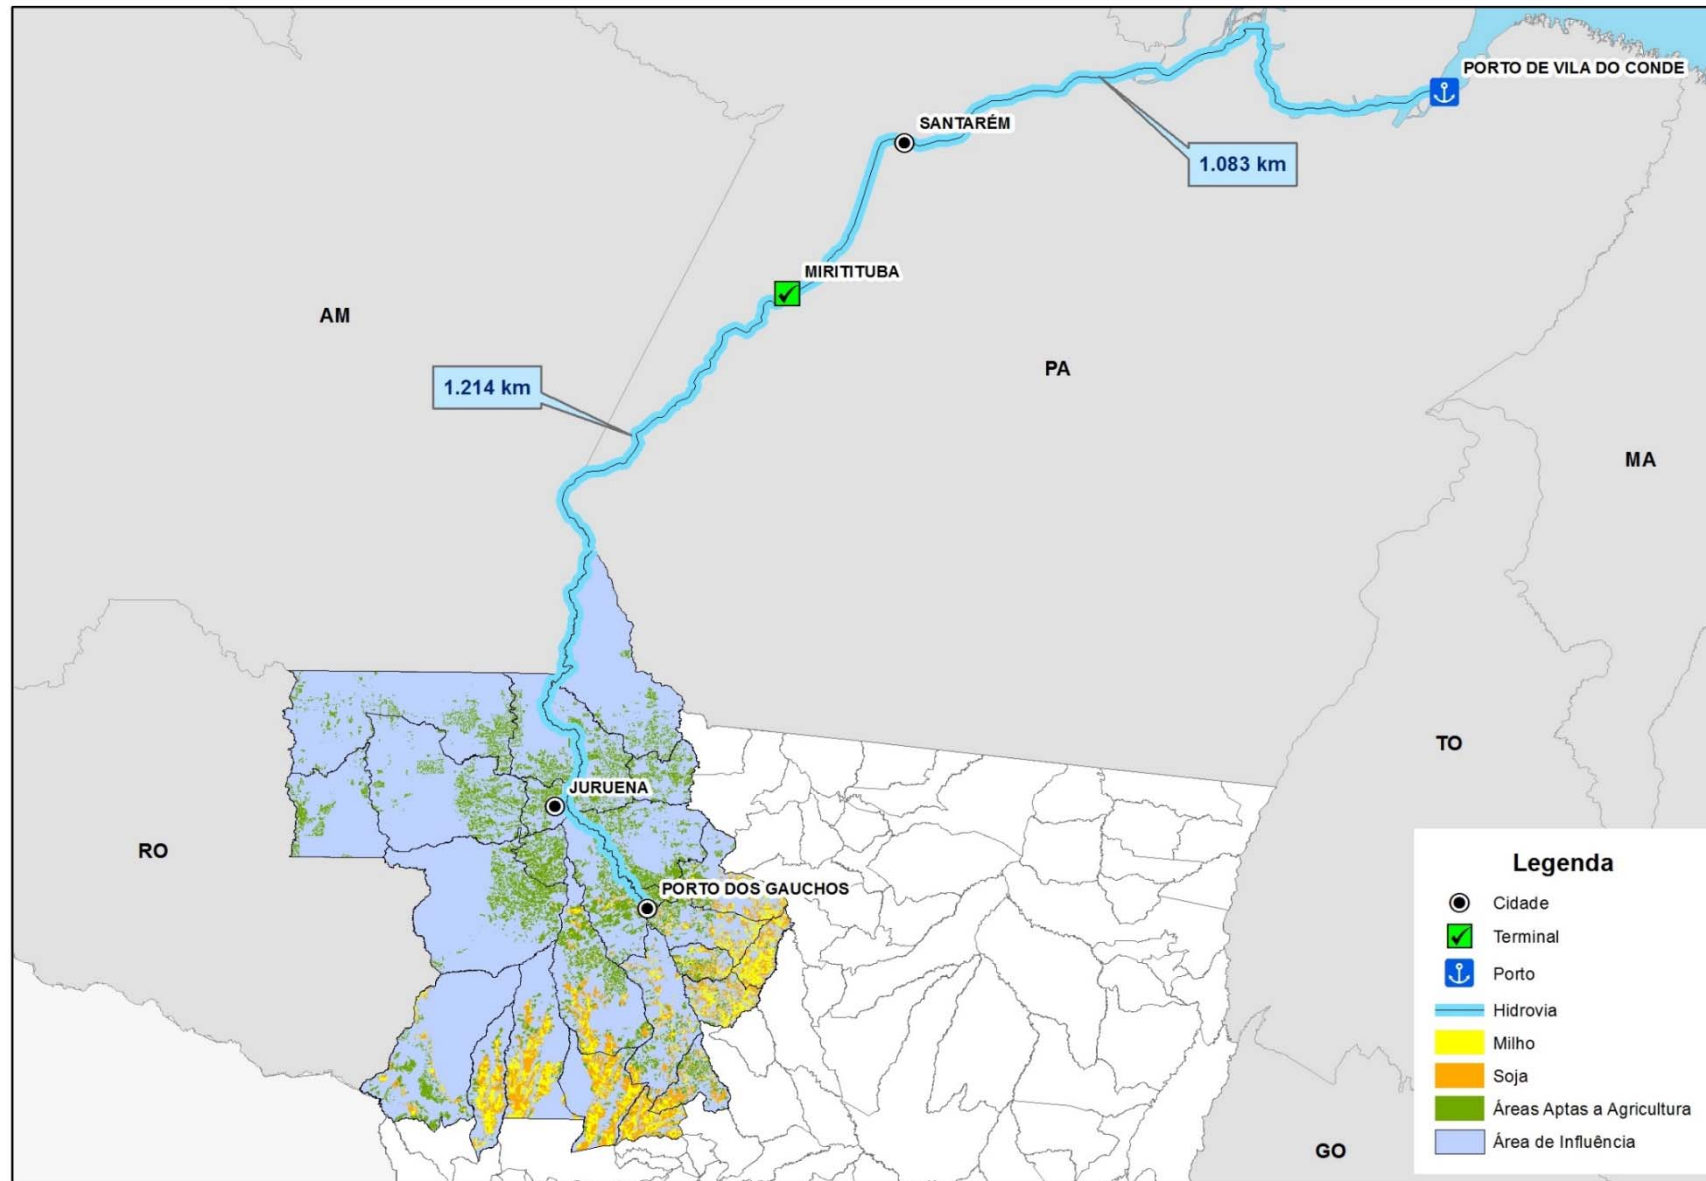 PORTO DE VILA DO CONDE
SANTARÉM
1.083 km
MIRITITUBA
AM
PA
1.214 km
MA
TO
JURUENA
RO
PORTO DOS GAUCHOS
GO
Legenda
Cidade
Terminal
Porto
Hidrovia
Milho
Soja
Áreas Aptas a Agricultura
Área de Influência